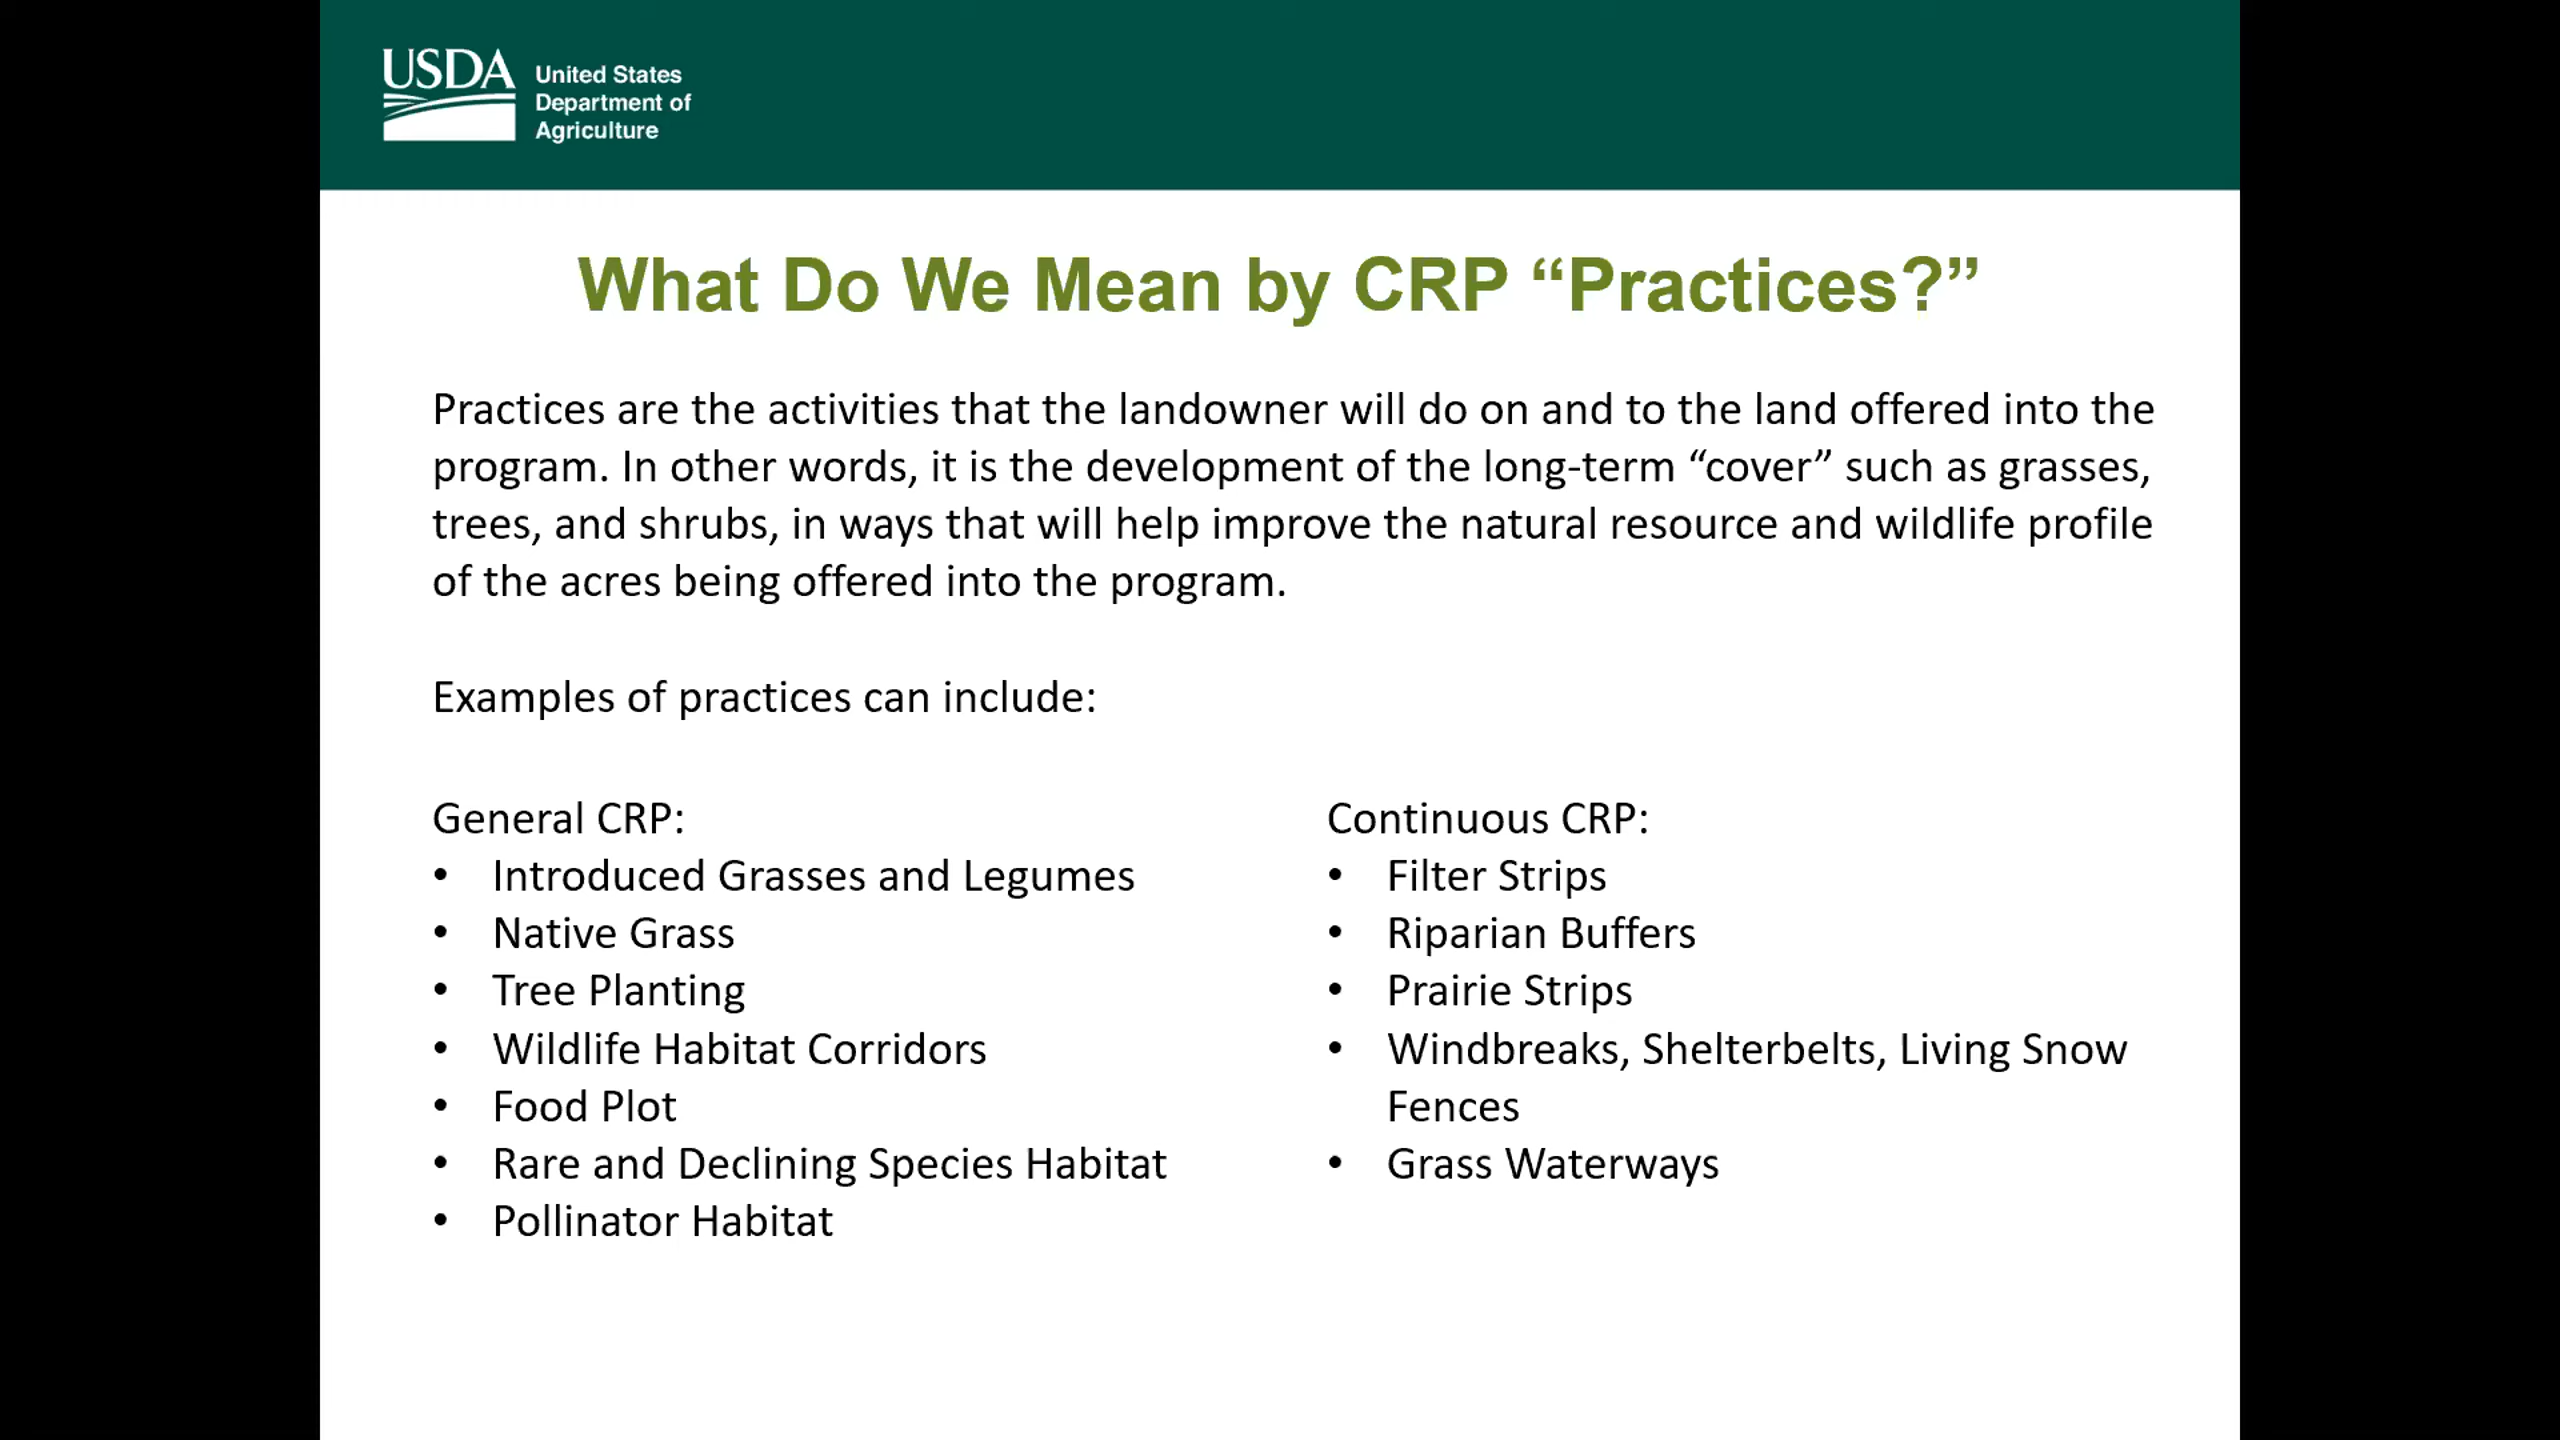 USDA
United States
Department of
Agriculture
What Do We Mean by CRP “Practices?”
Practices are the activities that the landowner will do on and to the land offered into the
program. In other words, it is the development of the long-term “cover” such as grasses,
trees, and shrubs, in ways that will help improve the natural resource and wildlife profile
of the acres being offered into the program.
Examples of practices can include:
General CRP:
• Introduced Grasses and Legumes
• Native Grass
• Tree Planting
• Wildlife Habitat Corridors
• Food Plot
• Rare and Declining Species Habitat
• Pollinator Habitat
Continuous CRP:
• Filter Strips
• Riparian Buffers
• Prairie Strips
• Windbreaks, Shelterbelts, Living Snow
Fences
• Grass Waterways